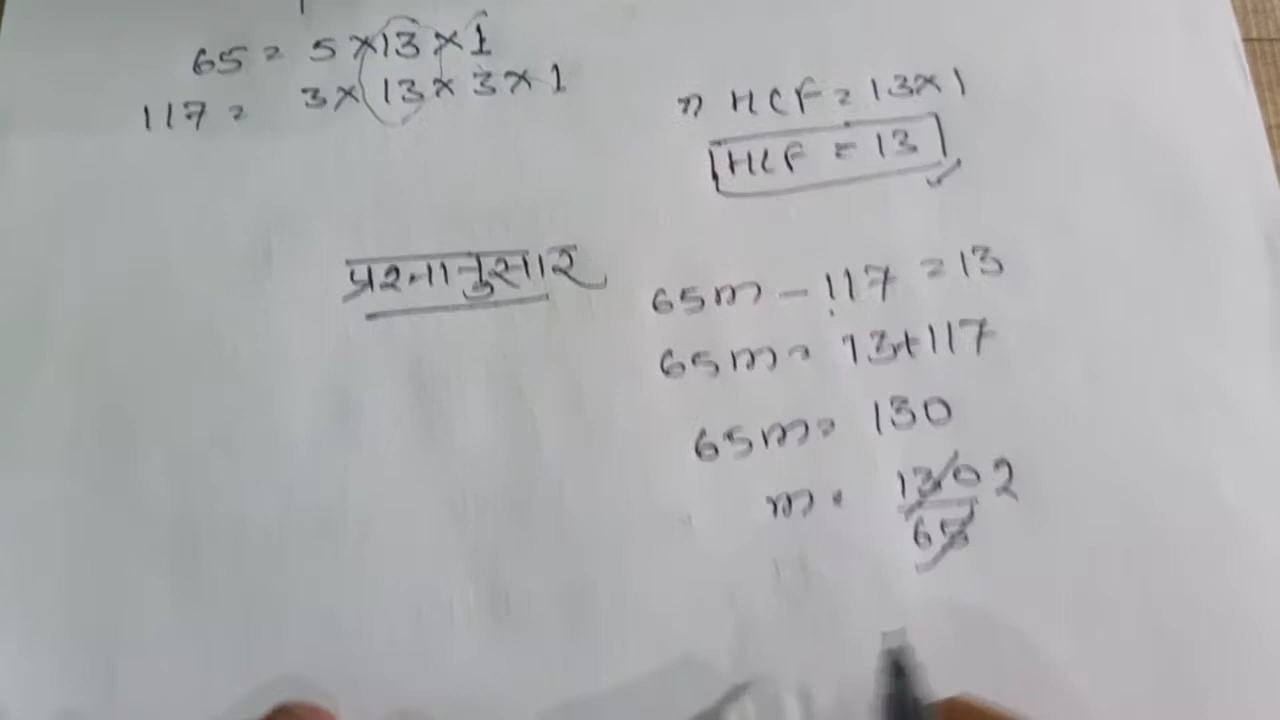 65 = 5 × 13 × 1
117 = 3 × 13 × 3 × 1
HCF = 13 × 1
HCF = 13
प्रश्नानुसार
65m - 117 = 13
65m = 13 + 117
65m = 130
m = 130/65 2